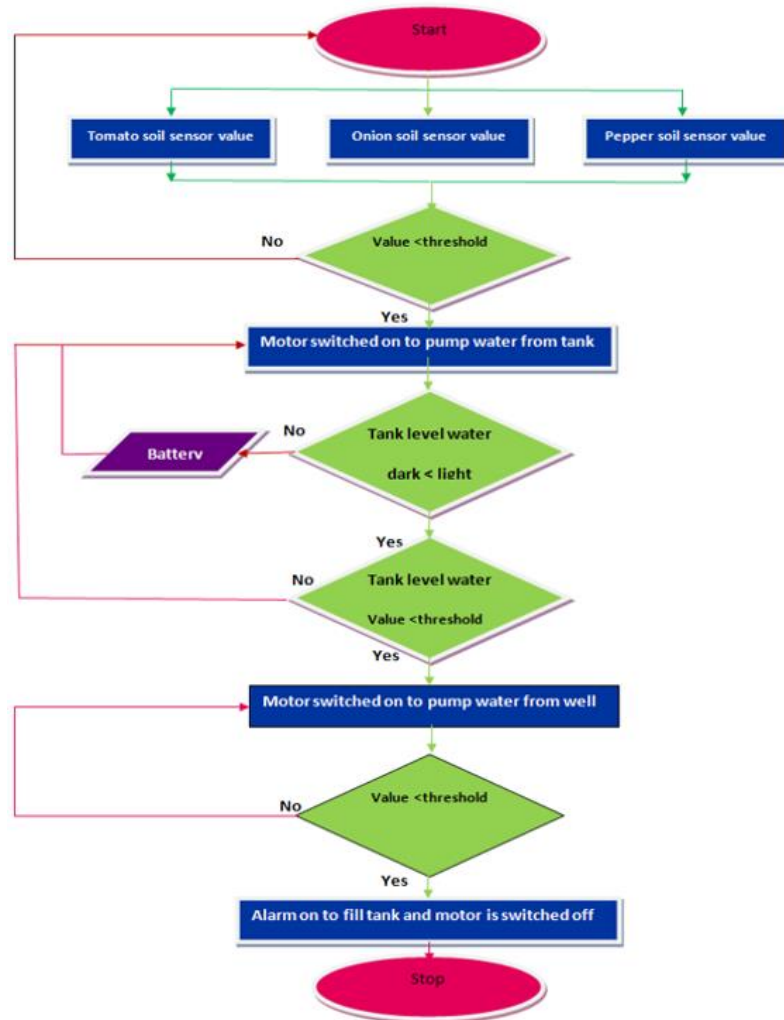 Start
Tomato soil sensor value
Onion soil sensor value
Pepper soil sensor value
No
Value <threshold
Yes
Motor switched on to pump water from tank
No
Tank level water
Battery
dark < light
Yes
No
Tank level water
Value <threshold
Yes
Motor switched on to pump water from well
Value <threshold
No
Yes
Alarm on to fill tank and motor is switched off
Stop